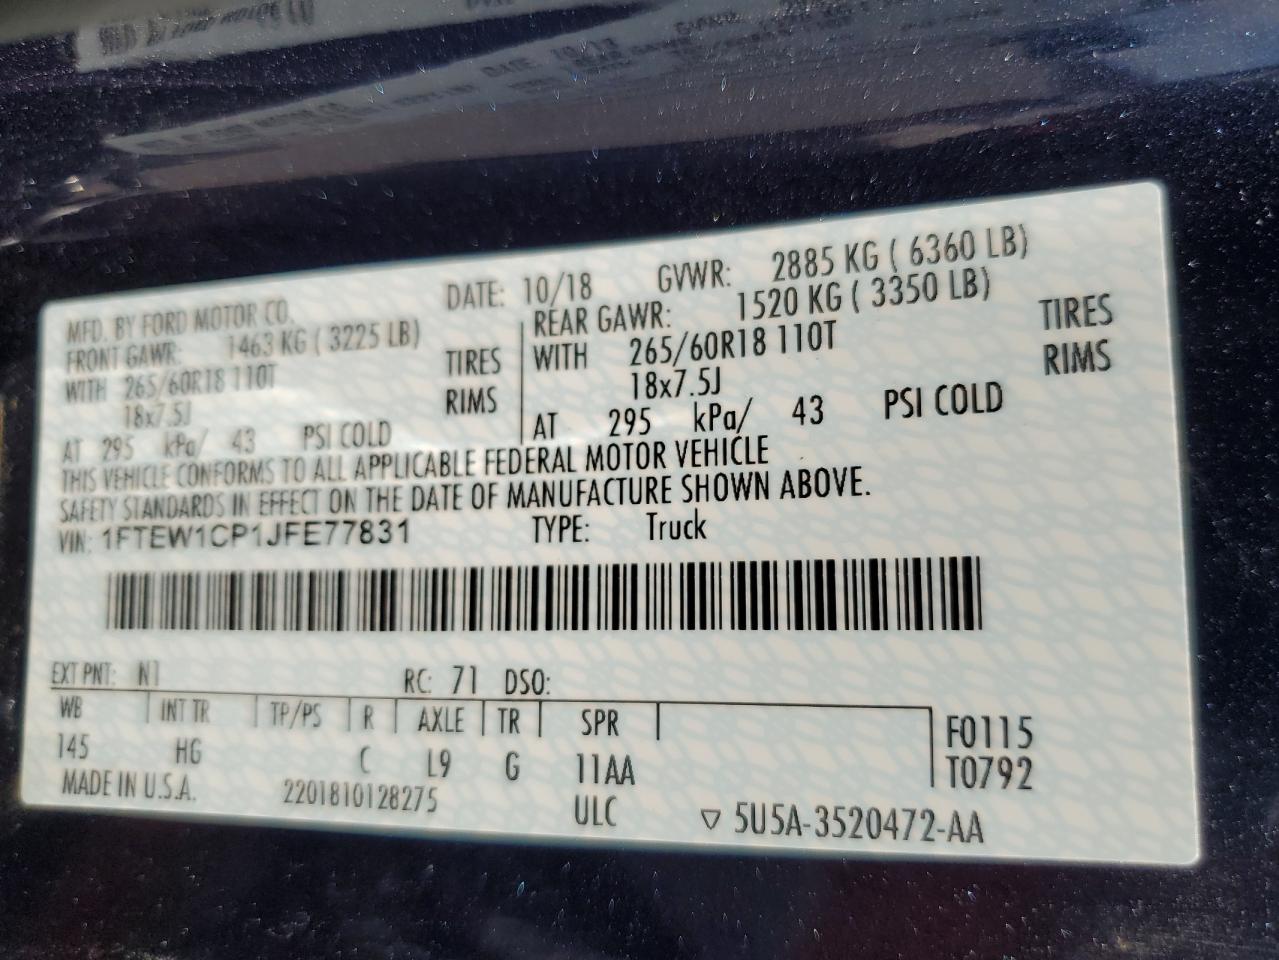 MFD. BY FORD MOTOR CO. DATE: 10/18 GVWR: 2885 KG ( 6360 LB)
FRONT GAWR: 1463 KG ( 3225 LB) REAR GAWR: 1520 KG ( 3350 LB)
WITH 265/60R18 110T TIRES WITH 265/60R18 110T TIRES
18x7.5J RIMS 18x7.5J RIMS
AT 295 kPa/ 43 PSI COLD AT 295 kPa/ 43 PSI COLD
THIS VEHICLE CONFORMS TO ALL APPLICABLE FEDERAL MOTOR VEHICLE
SAFETY STANDARDS IN EFFECT ON THE DATE OF MANUFACTURE SHOWN ABOVE.
VIN: 1FTEW1CP1JFE77831 TYPE: Truck
EXT PNT: N1 RC: 71 DSO:
WB INT TR TP/PS R AXLE TR SPR F0115
145 HG C L9 G 11AA T0792
MADE IN U.S.A. 2201810128275 ULC ▽ 5U5A-3520472-AA